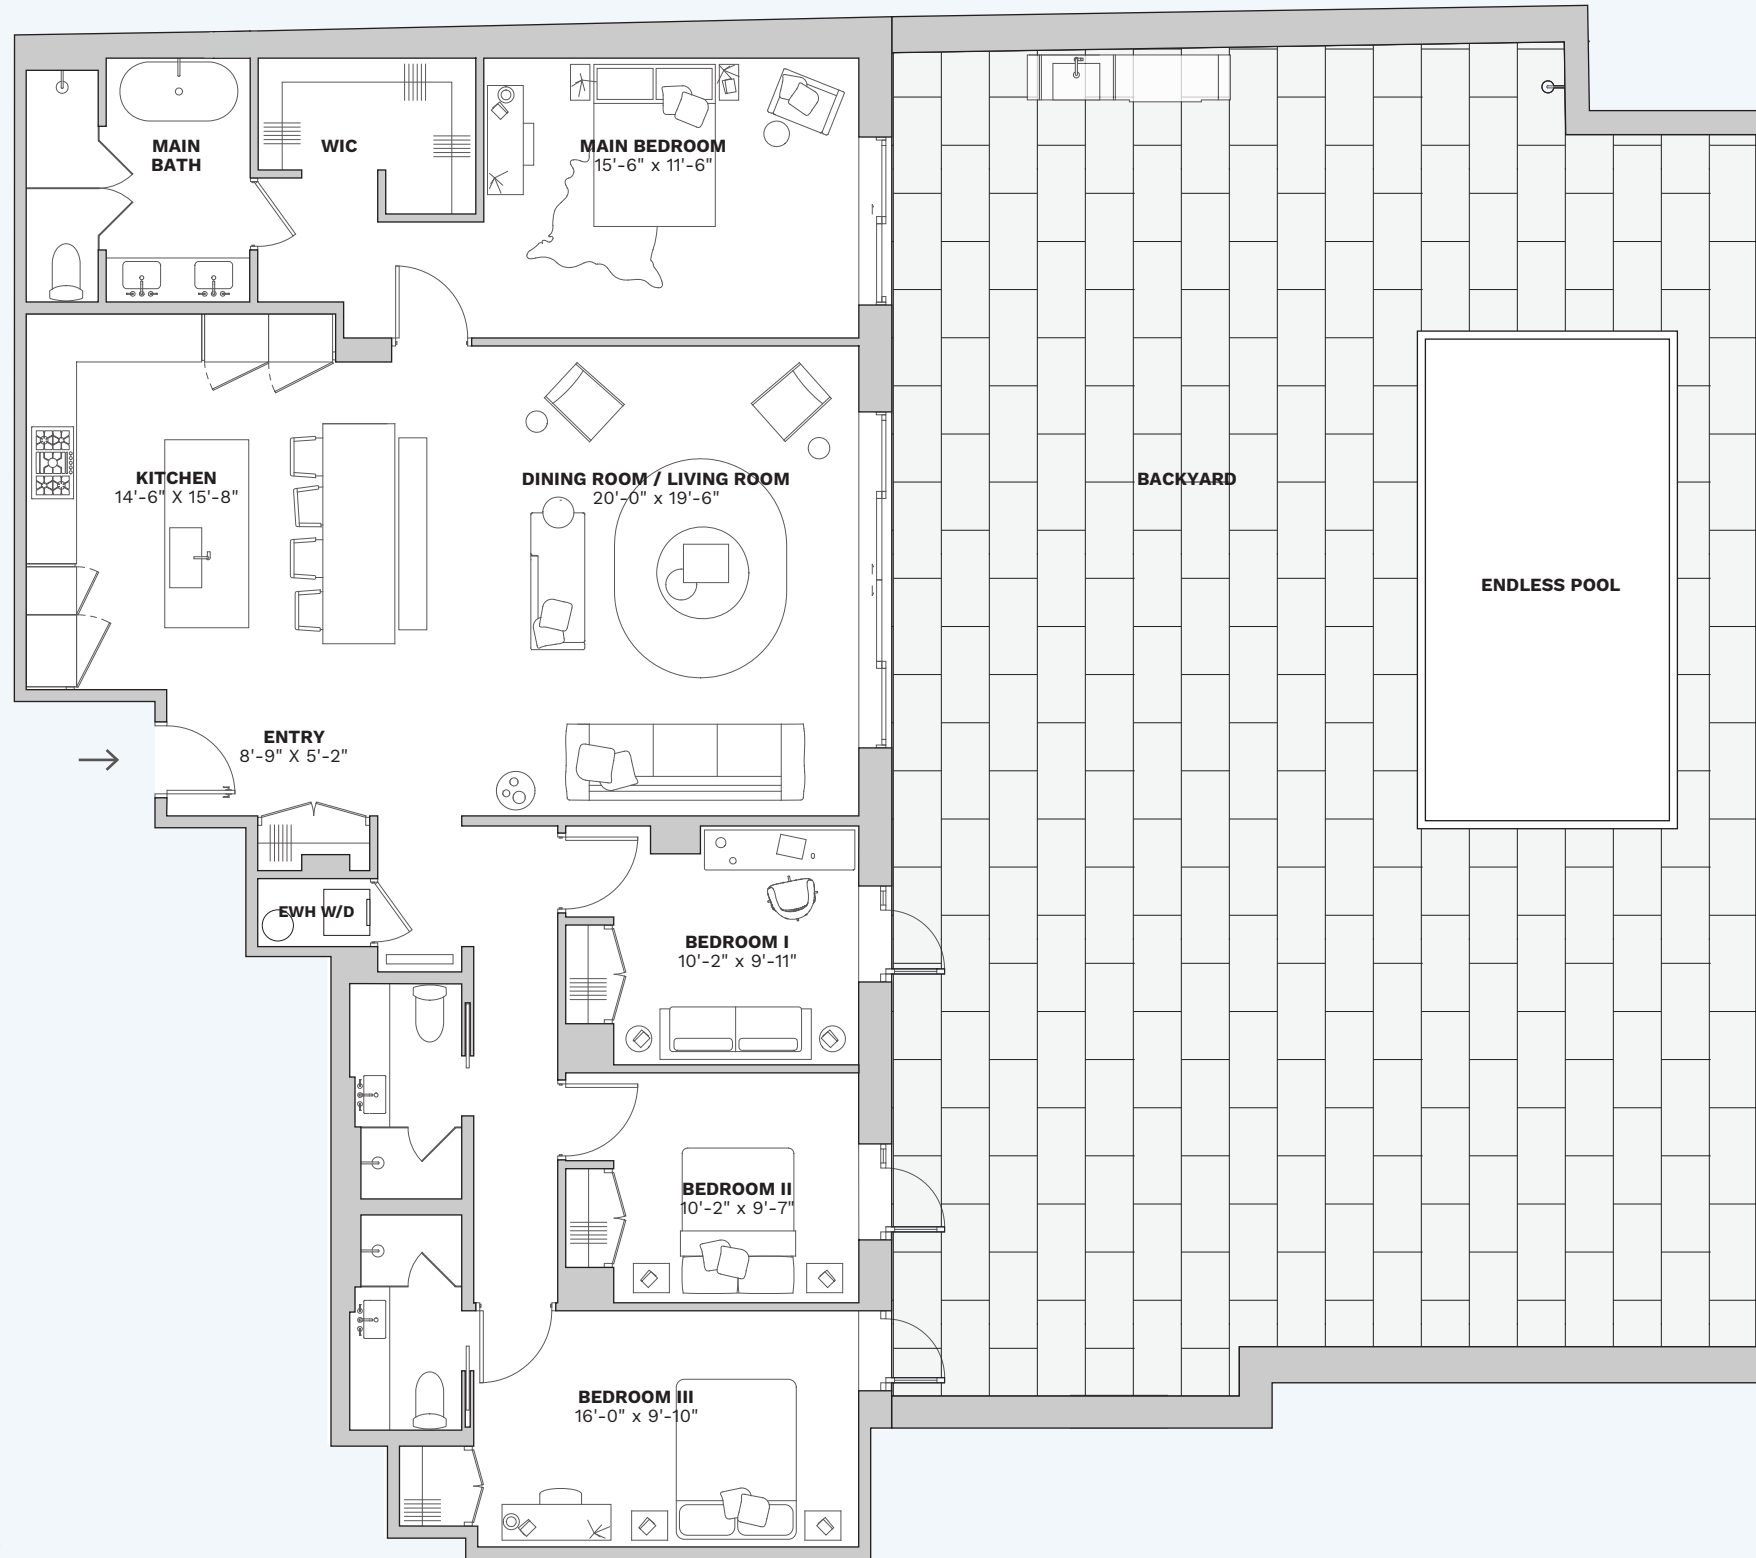 MAIN
BATH
WIC
MAIN BEDROOM
15'-6" x 11'-6"
KITCHEN
14'-6" X 15'-8"
DINING ROOM / LIVING ROOM
20'-0" x 19'-6"
BACKYARD
ENDLESS POOL
ENTRY
8'-9" X 5'-2"
EWH W/D
BEDROOM I
10'-2" x 9'-11"
BEDROOM II
10'-2" x 9'-7"
BEDROOM III
16'-0" x 9'-10"